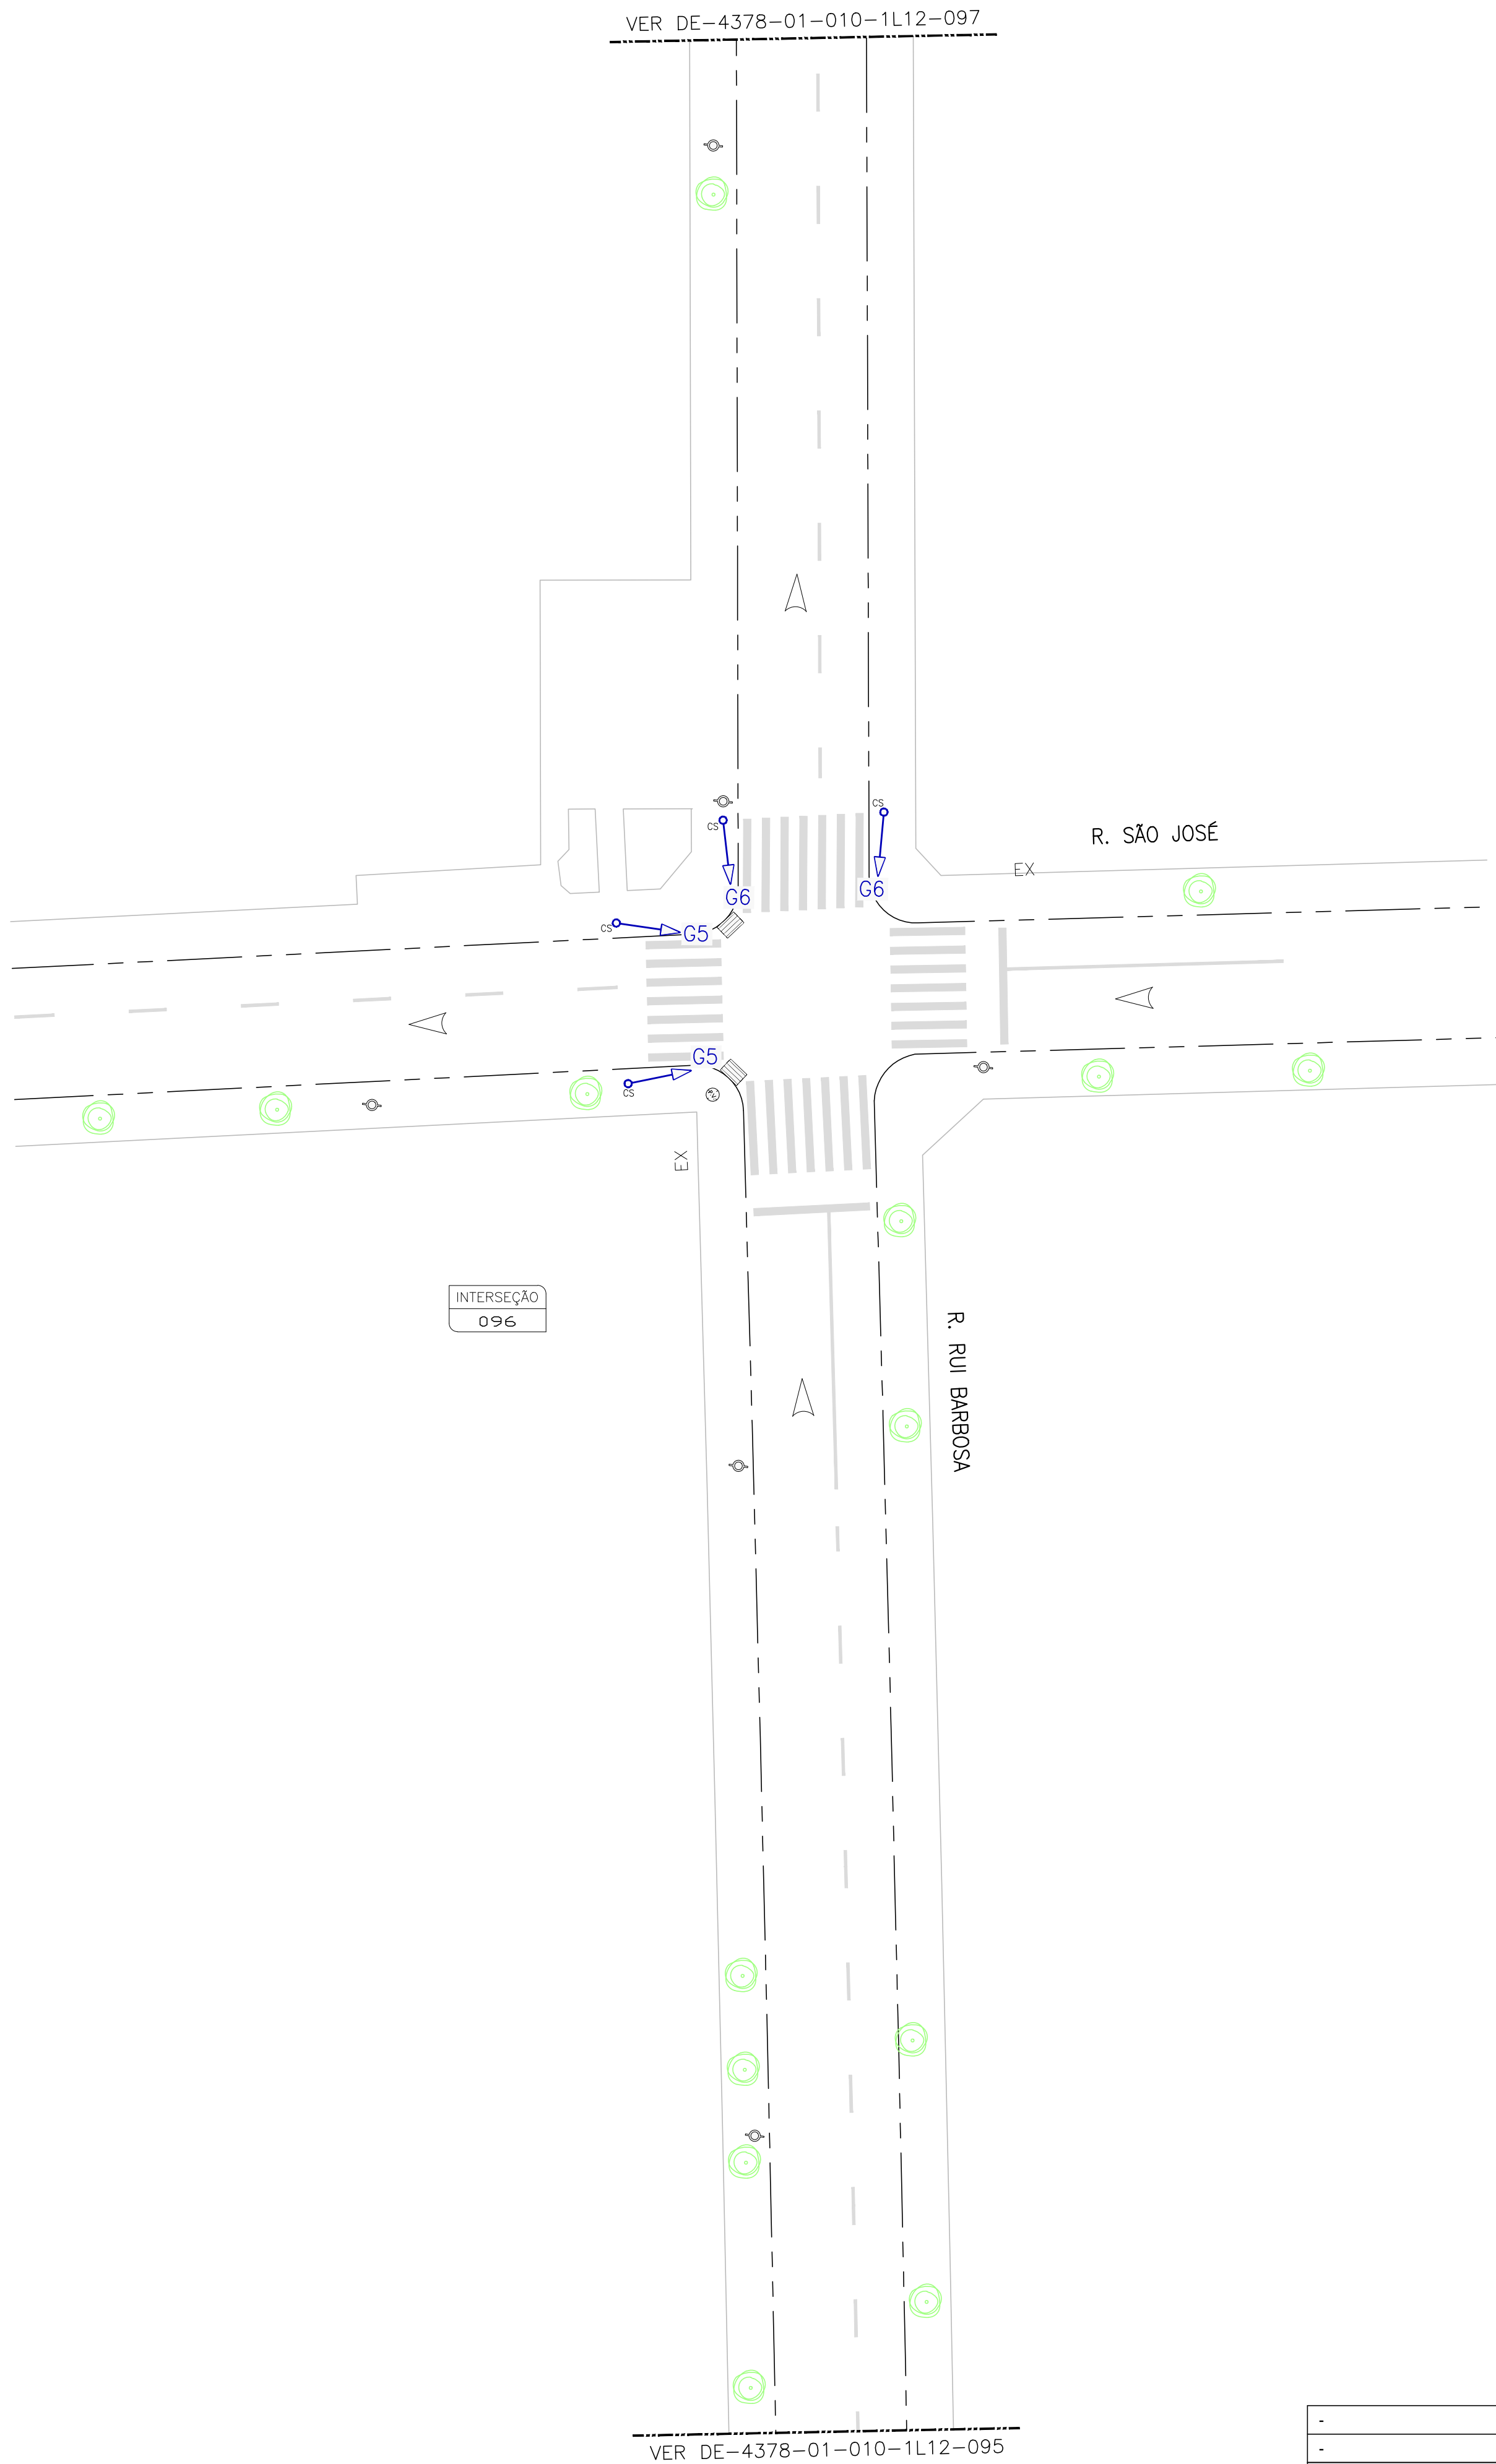 VER DE-4378-01-010-1L12-097
CS
CS
R. SÃO JOSÉ
EX
G6
G6
CS
G5
G5
CS
EX
INTERSEÇÃO
096
R. RUI BARBOSA
-
-
VER DE-4378-01-010-1L12-095